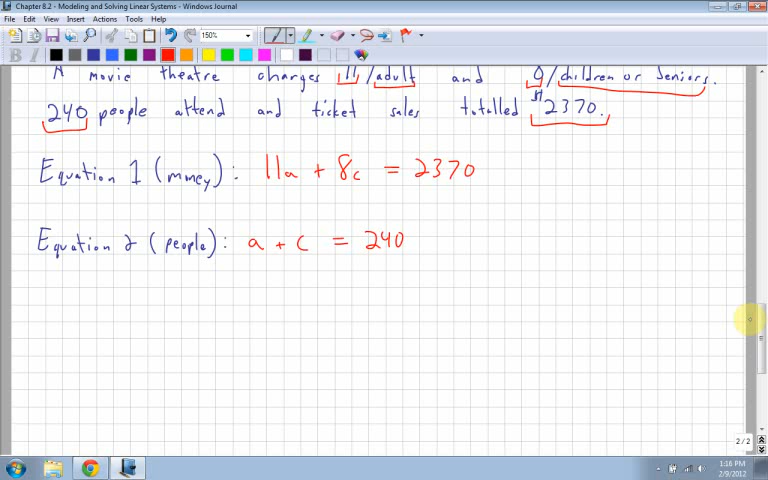 Chapter 8.2 - Modeling and Solving Linear Systems - Windows Journal
File Edit View Insert Actions Tools Help
150%
B I
A movie theatre charges 11/adult and /children or Seniors.
240 people attend and ticket sales totalled $2370.
Equation 1 (money): 11a + 8c = 2370
Equation 2 (people): a + c = 240
2 / 2
1:16 PM
2/9/2012